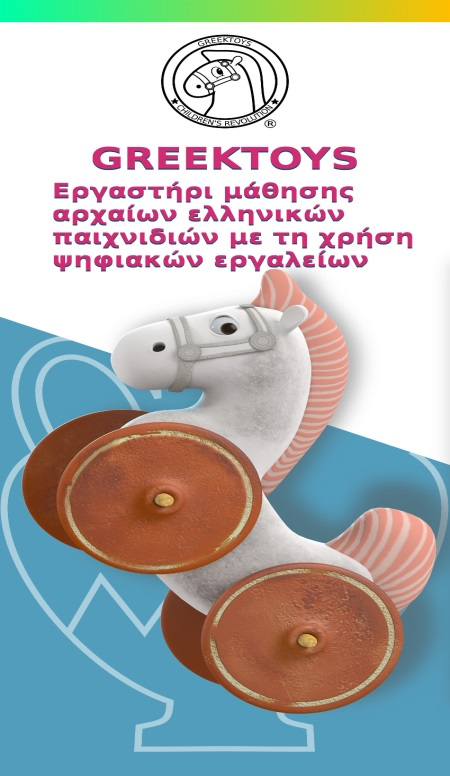 GREEKTOYS
CHILDREN'S REVOLUTION
®
GREEKTOYS
Εργαστήρι μάθησης
αρχαίων ελληνικών
παιχνιδιών με τη χρήση
ψηφιακών εργαλείων